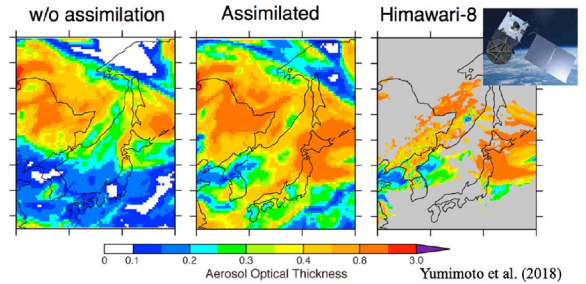 w/o assimilation
Assimilated
Himawari-8
0 0.1 0.2 0.3 0.4 0.8 3.0
Aerosol Optical Thickness
Yumimoto et al. (2018)